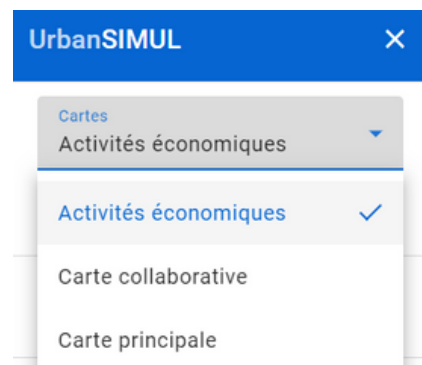 UrbanSIMUL
Cartes
Activités économiques
Activités économiques
Carte collaborative
Carte principale